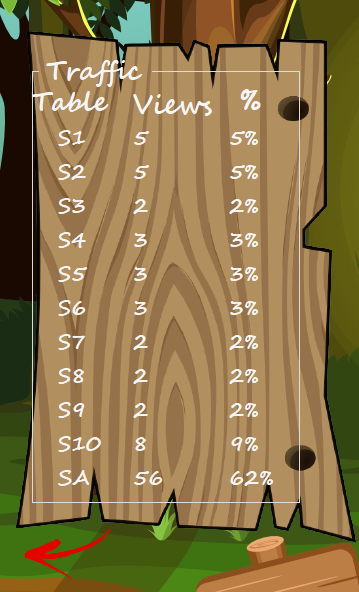 Traffic
Table Views %
S1 5 5%
S2 5 5%
S3 2 2%
S4 3 3%
S5 3 3%
S6 3 3%
S7 2 2%
S8 2 2%
S9 2 2%
S10 8 9%
SA 56 62%